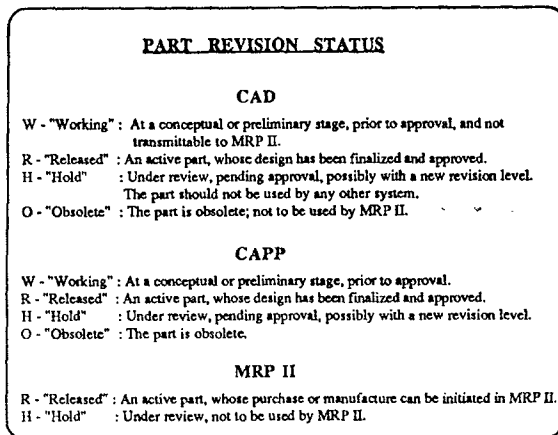 PART REVISION STATUS
CAD
W - "Working" : At a conceptual or preliminary stage, prior to approval, and not
transmittable to MRP II.
R - "Released" : An active part, whose design has been finalized and approved.
H - "Hold" : Under review, pending approval, possibly with a new revision level.
The part should not be used by any other system.
O - "Obsolete" : The part is obsolete; not to be used by MRP II.
CAPP
W - "Working" : At a conceptual or preliminary stage, prior to approval.
R - "Released" : An active part, whose design has been finalized and approved.
H - "Hold" : Under review, pending approval, possibly with a new revision level.
O - "Obsolete" : The part is obsolete.
MRP II
R - "Released" : An active part, whose purchase or manufacture can be initiated in MRP II.
H - "Hold" : Under review, not to be used by MRP II.